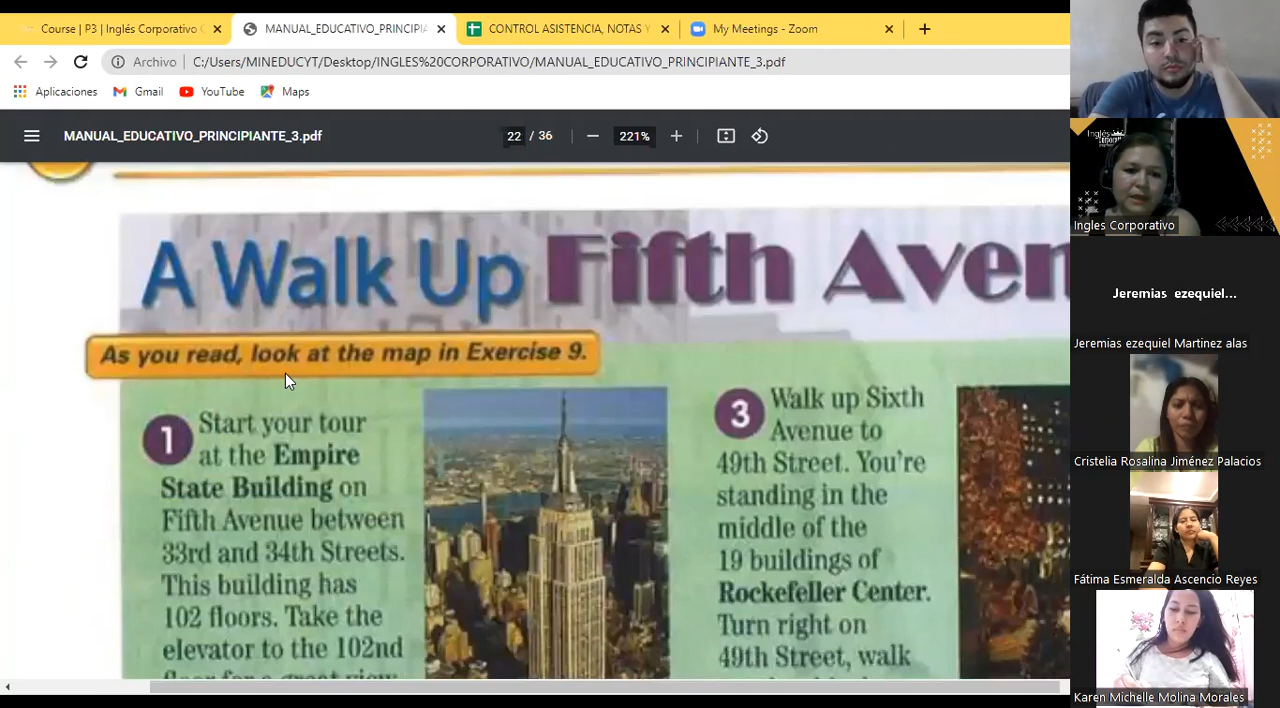 Course | P3 | Inglés Corporativo
MANUAL_EDUCATIVO_PRINCIPIA
CONTROL ASISTENCIA, NOTAS Y
My Meetings - Zoom
Archivo
C:/Users/MINEDUCYT/Desktop/INGLES%20CORPORATIVO/MANUAL_EDUCATIVO_PRINCIPIANTE_3.pdf
Aplicaciones
Gmail
YouTube
Maps
MANUAL_EDUCATIVO_PRINCIPIANTE_3.pdf
22 / 36
221%
A Walk Up Fifth Aven
As you read, look at the map in Exercise 9.
1
Start your tour
at the Empire
State Building on
Fifth Avenue between
33rd and 34th Streets.
This building has
102 floors. Take the
elevator to the 102nd
floor for a great view
3
Walk up Sixth
Avenue to
49th Street. You're
standing in the
middle of the
19 buildings of
Rockefeller Center.
Turn right on
49th Street, walk
Inglés
Ingles Corporativo
Jeremias ezequiel...
Jeremias ezequiel Martinez alas
Cristelia Rosalina Jiménez Palacios
Fátima Esmeralda Ascencio Reyes
Karen Michelle Molina Morales